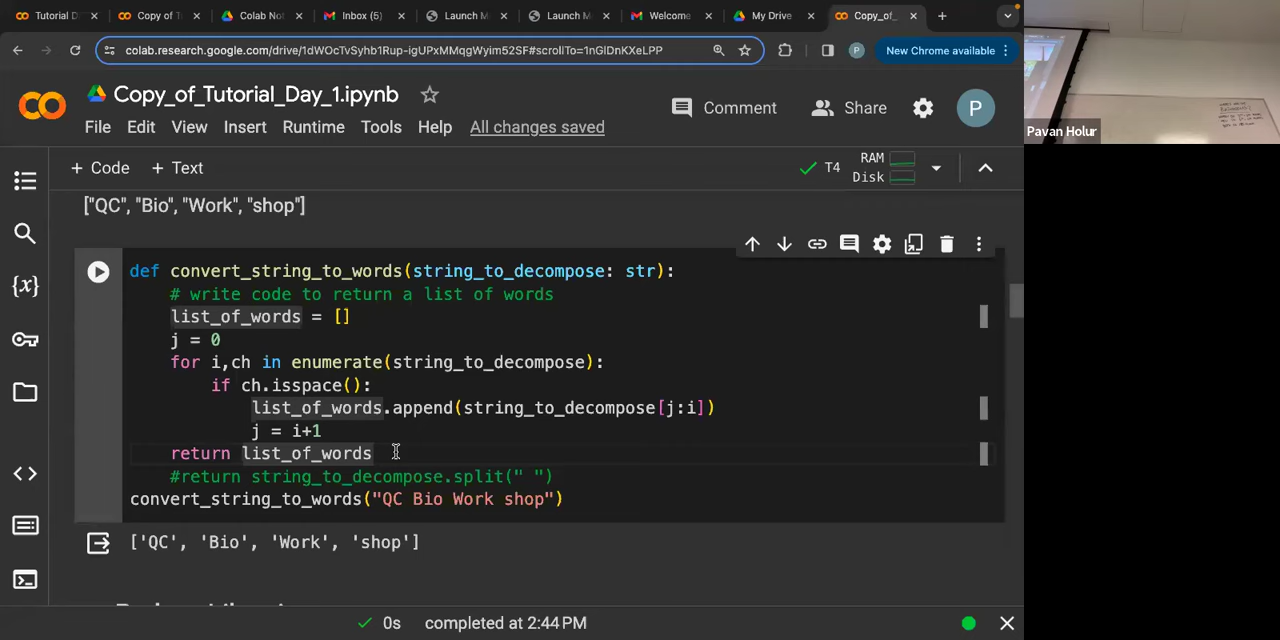 Tutorial D
Copy of T
Colab Not
Inbox (5)
Launch M
Launch M
Welcome
My Drive
Copy_of_
colab.research.google.com/drive/1dWOcTvSyhb1Rup-igUPxMMqgWyim52SF#scrollTo=1nGIDnKXeLPP
New Chrome available
P
Pavan Holur
CO
Copy_of_Tutorial_Day_1.ipynb
Comment
Share
P
File Edit View Insert Runtime Tools Help All changes saved
+ Code + Text
T4
RAM
Disk
["QC", "Bio", "Work", "shop"]
def convert_string_to_words(string_to_decompose: str):
# write code to return a list of words
list_of_words = []
j = 0
for i,ch in enumerate(string_to_decompose):
if ch.isspace():
list_of_words.append(string_to_decompose[j:i])
j = i+1
return list_of_words
#return string_to_decompose.split(" ")
convert_string_to_words("QC Bio Work shop")
['QC', 'Bio', 'Work', 'shop']
{x}
0s completed at 2:44 PM